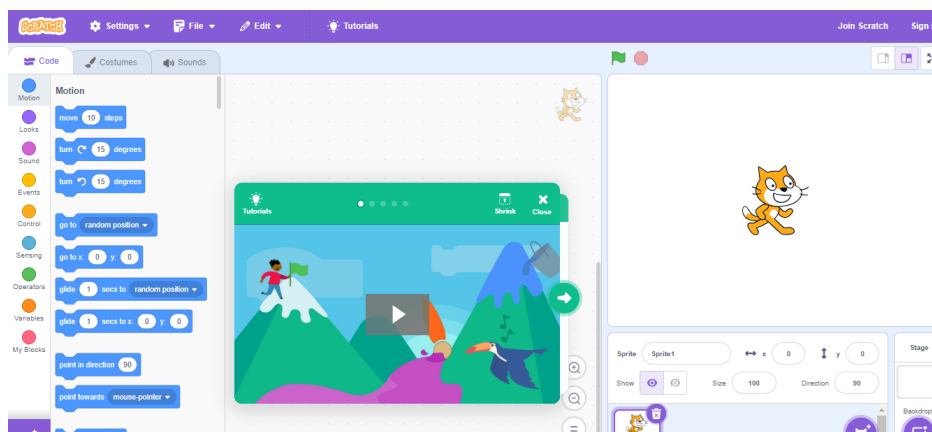 SCRATCH Settings File Edit Tutorials Join Scratch Sign
Code Costumes Sounds
Motion
Looks
Sound
Events
Control
Sensing
Operators
Variables
My Blocks
Motion
move 10 steps
turn 15 degrees
turn 15 degrees
go to random position
go to x: 0 y: 0
glide 1 secs to random position
glide 1 secs to x: 0 y: 0
point in direction 90
point towards mouse-pointer
Tutorials Shrink Close
Sprite Sprite1 x 0 y 0
Show Size 100 Direction 90
Stage
Backdrop